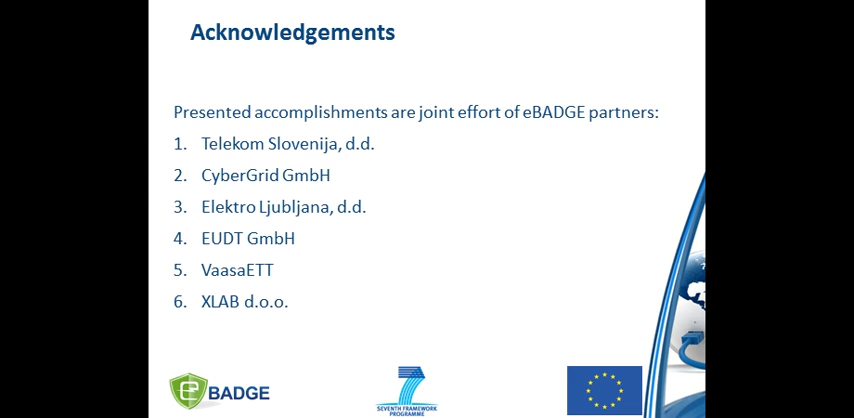 Acknowledgements
Presented accomplishments are joint effort of eBADGE partners:
1. Telekom Slovenija, d.d.
2. CyberGrid GmbH
3. Elektro Ljubljana, d.d.
4. EUDT GmbH
5. VaasaETT
6. XLAB d.o.o.
e BADGE
7
SEVENTH FRAMEWORK
PROGRAMME